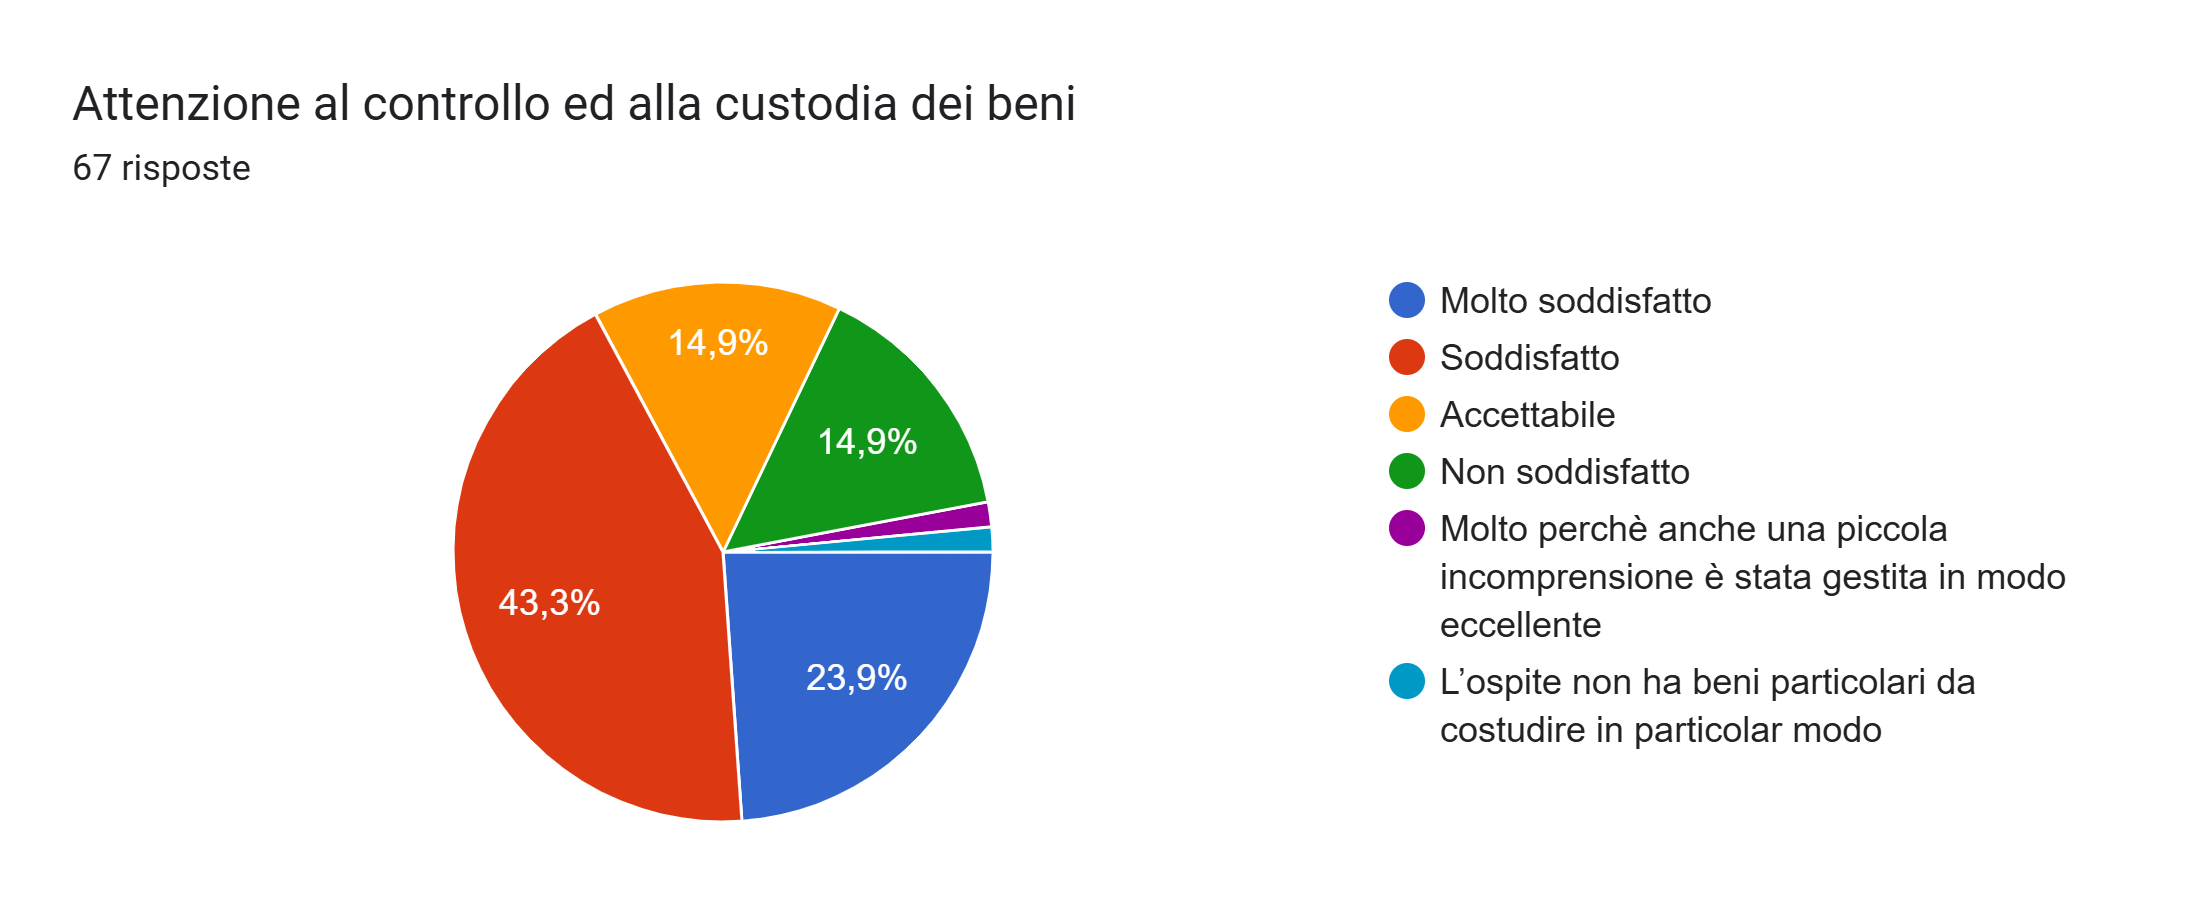 Attenzione al controllo ed alla custodia dei beni
67 risposte
14,9%
14,9%
43,3%
23,9%
Molto soddisfatto
Soddisfatto
Accettabile
Non soddisfatto
Molto perchè anche una piccola
incomprensione è stata gestita in modo
eccellente
L’ospite non ha beni particolari da
costudire in particolar modo